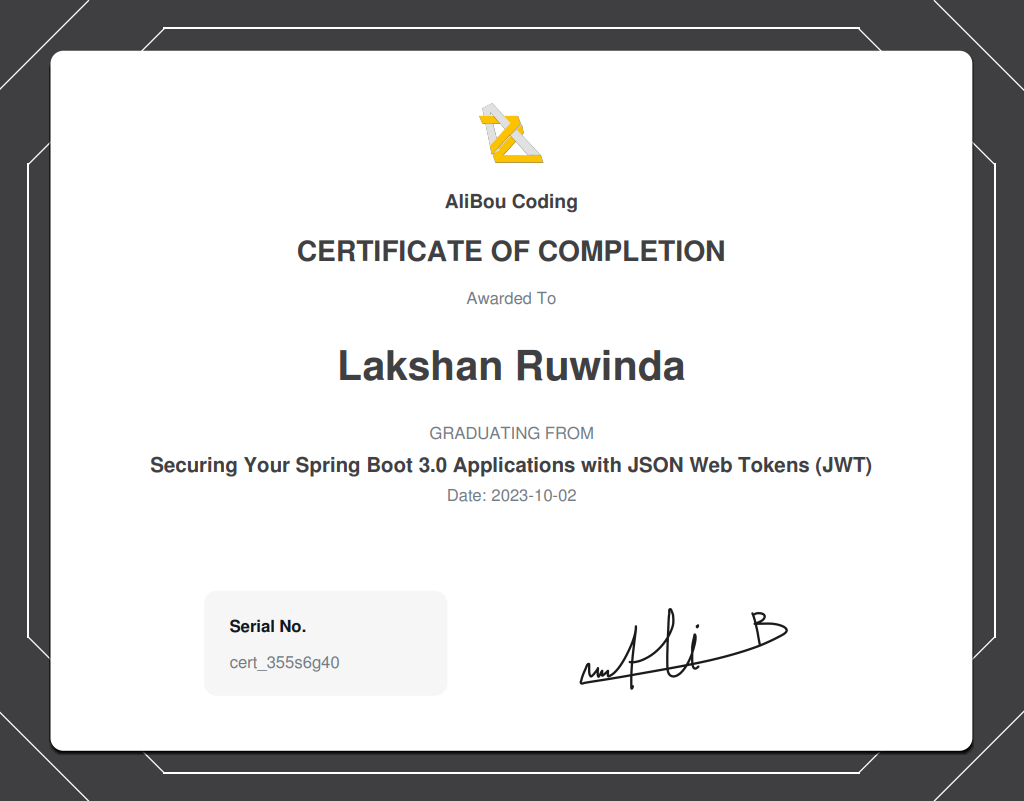 AliBou Coding
CERTIFICATE OF COMPLETION
Awarded To
Lakshan Ruwinda
GRADUATING FROM
Securing Your Spring Boot 3.0 Applications with JSON Web Tokens (JWT)
Date: 2023-10-02
Serial No.
cert_355s6g40
Ali B